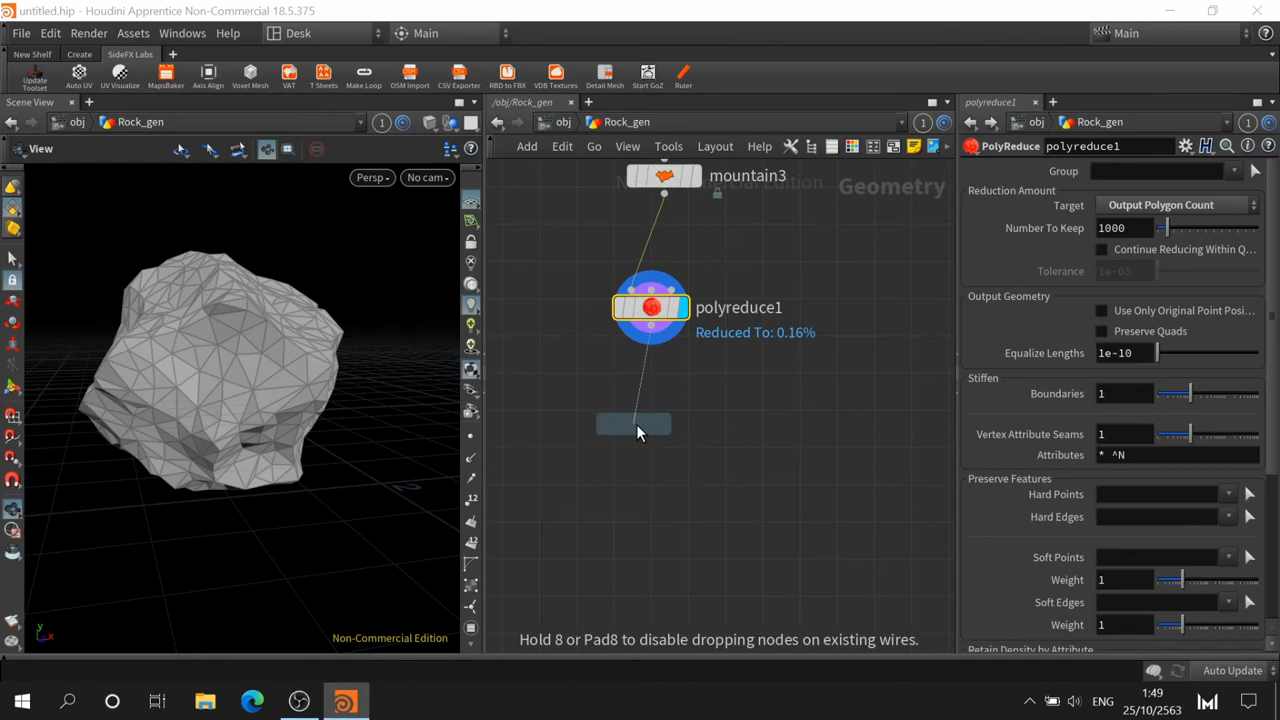 untitled.hip - Houdini Apprentice Non-Commercial 18.5.375
File Edit Render Assets Windows Help Desk Main Main
New Shelf Create SideFX Labs
Update Toolset Auto UV UV Visualize MapsBaker Axis Align Voxel Mesh VAT T Sheets Make Loop OSM Import CSV Exporter RBD to FBX VDB Textures Detail Mesh Start GoZ Ruler
Scene View /obj/Rock_gen polyreduce1
obj Rock_gen 1 obj Rock_gen 1 obj Rock_gen 1
View Add Edit Go View Tools Layout Help PolyReduce polyreduce1
Persp No cam
mountain3
Geometry
polyreduce1
Reduced To: 0.16%
Non-Commercial Edition
Hold 8 or Pad8 to disable dropping nodes on existing wires.
Group
Reduction Amount
Target Output Polygon Count
Number To Keep 1000
Continue Reducing Within Q...
Tolerance 1e-05
Output Geometry
Use Only Original Point Posi...
Preserve Quads
Equalize Lengths 1e-10
Stiffen
Boundaries 1
Vertex Attribute Seams 1
Attributes * ^N
Preserve Features
Hard Points
Hard Edges
Soft Points
Weight 1
Soft Edges
Weight 1
Retain Density by Attribute
Auto Update
ENG
1:49
25/10/2563